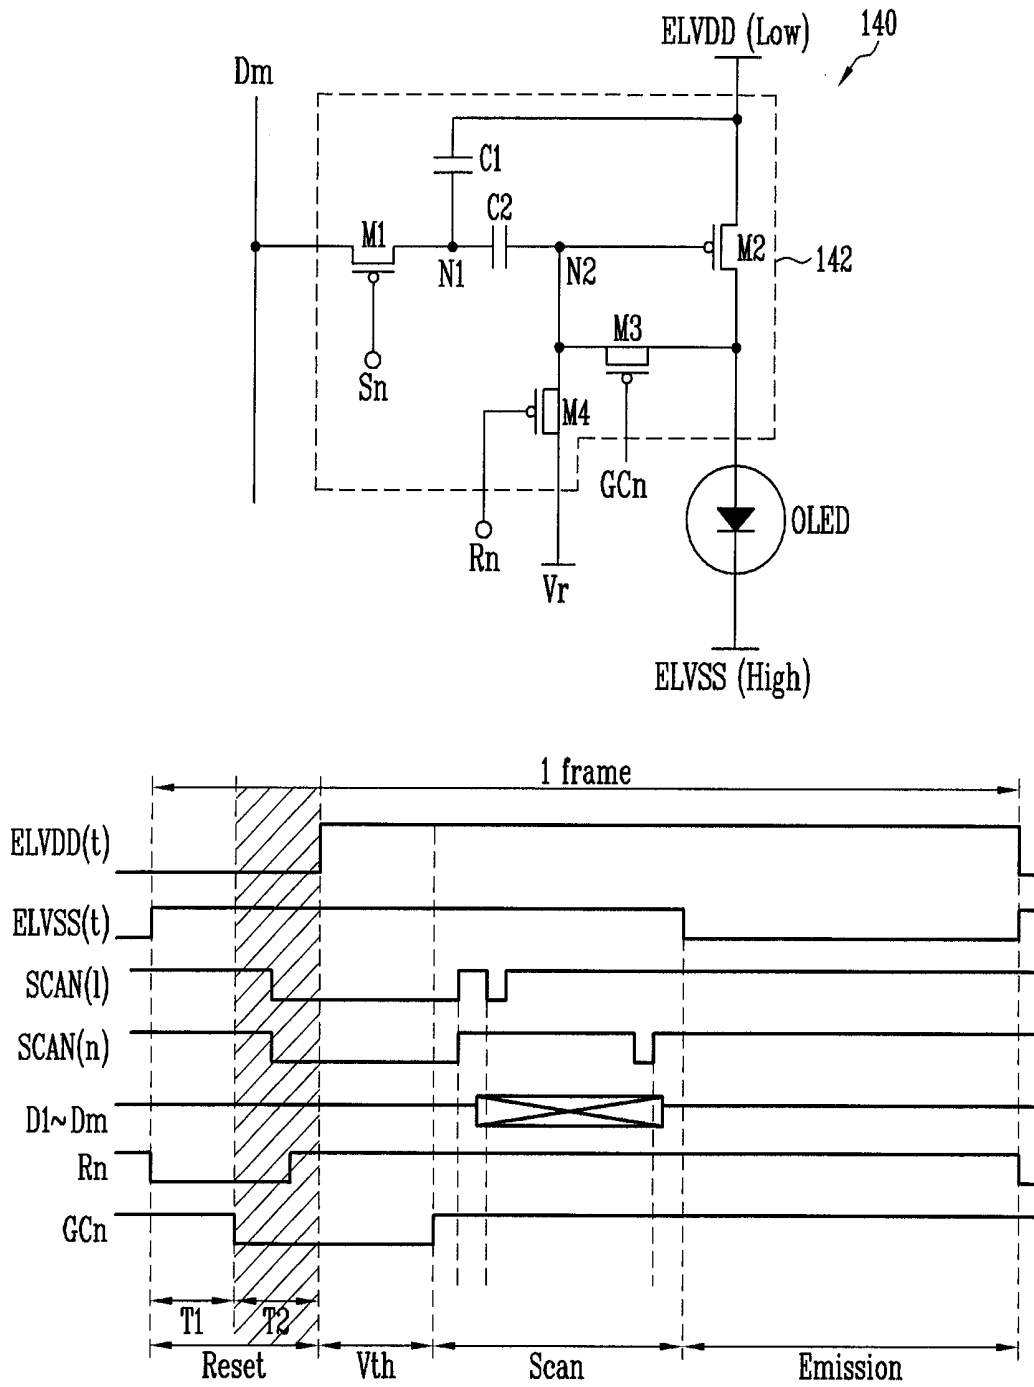 ELVDD (Low)
140
Dm
C1
C2
M1
N1
N2
M2
142
M3
Sn
M4
GCn
OLED
Rn
Vr
ELVSS (High)
1 frame
ELVDD(t)
ELVSS(t)
SCAN(1)
SCAN(n)
D1~Dm
Rn
GCn
T1
T2
Reset
Vth
Scan
Emission